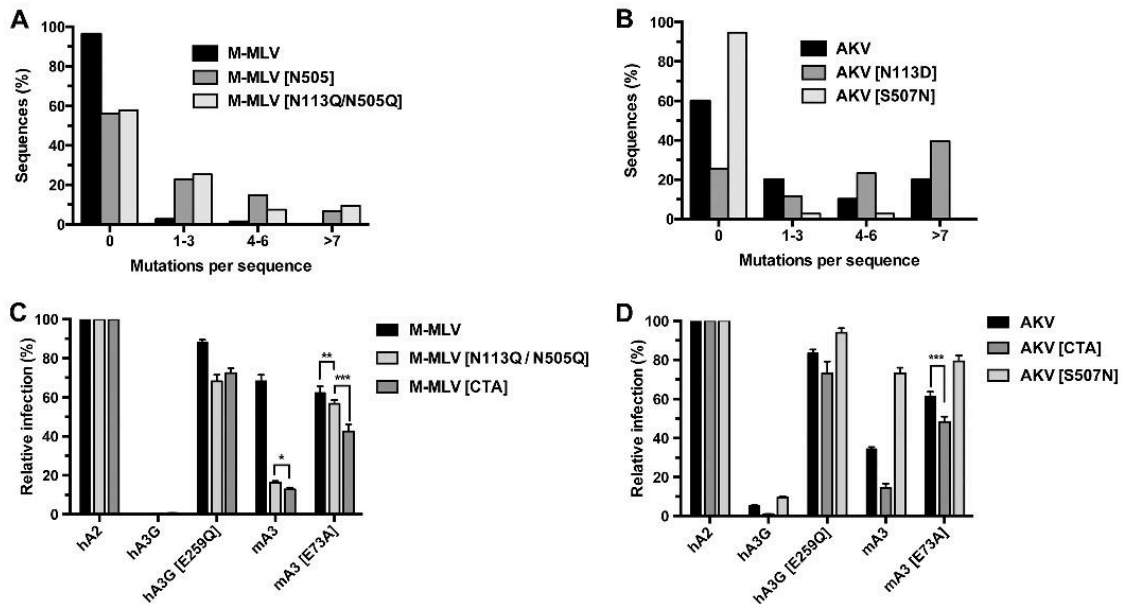 A
100
80
60
40
20
0
Sequences (%)
M-MLV
M-MLV [N505]
M-MLV [N113Q/N505Q]
0 1-3 4-6 >7
Mutations per sequence
B
100
80
60
40
20
0
Sequences (%)
AKV
AKV [N113D]
AKV [S507N]
0 1-3 4-6 >7
Mutations per sequence
C
100
80
60
40
20
0
Relative infection (%)
M-MLV
M-MLV [N113Q / N505Q]
M-MLV [CTA]
**
***
*
hA2 hA3G hA3G [E259Q] mA3 mA3 [E73A]
D
100
80
60
40
20
0
Relative infection (%)
AKV
AKV [CTA]
AKV [S507N]
***
hA2 hA3G hA3G [E259Q] mA3 mA3 [E73A]